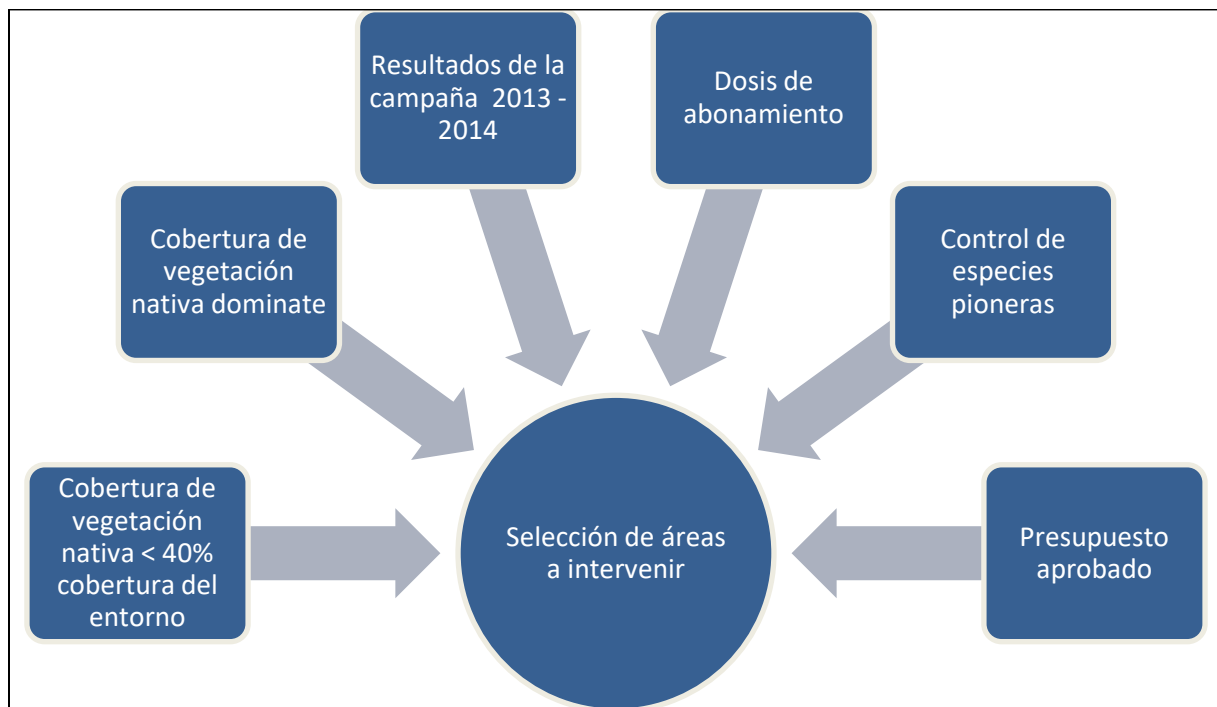 Resultados de la
campaña 2013 -
2014
Dosis de
abonamiento
Cobertura de
vegetación
nativa dominate
Control de
especies
pioneras
Cobertura de
vegetación
nativa < 40%
cobertura del
entorno
Selección de áreas
a intervenir
Presupuesto
aprobado